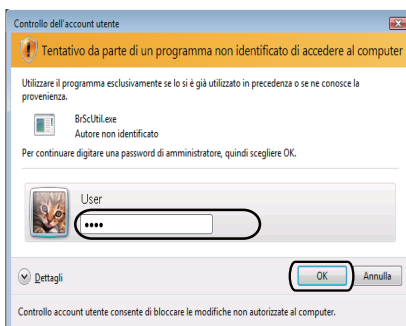 Controllo dell'account utente
Tentativo da parte di un programma non identificato di accedere al computer
Utilizzare il programma esclusivamente se lo si è già utilizzato in precedenza o se ne conosce la
provenienza.
BrScUtil.exe
Autore non identificato
Per continuare digitare una password di amministratore, quindi scegliere OK.
User
••••
Dettagli
OK
Annulla
Controllo account utente consente di bloccare le modifiche non autorizzate al computer.